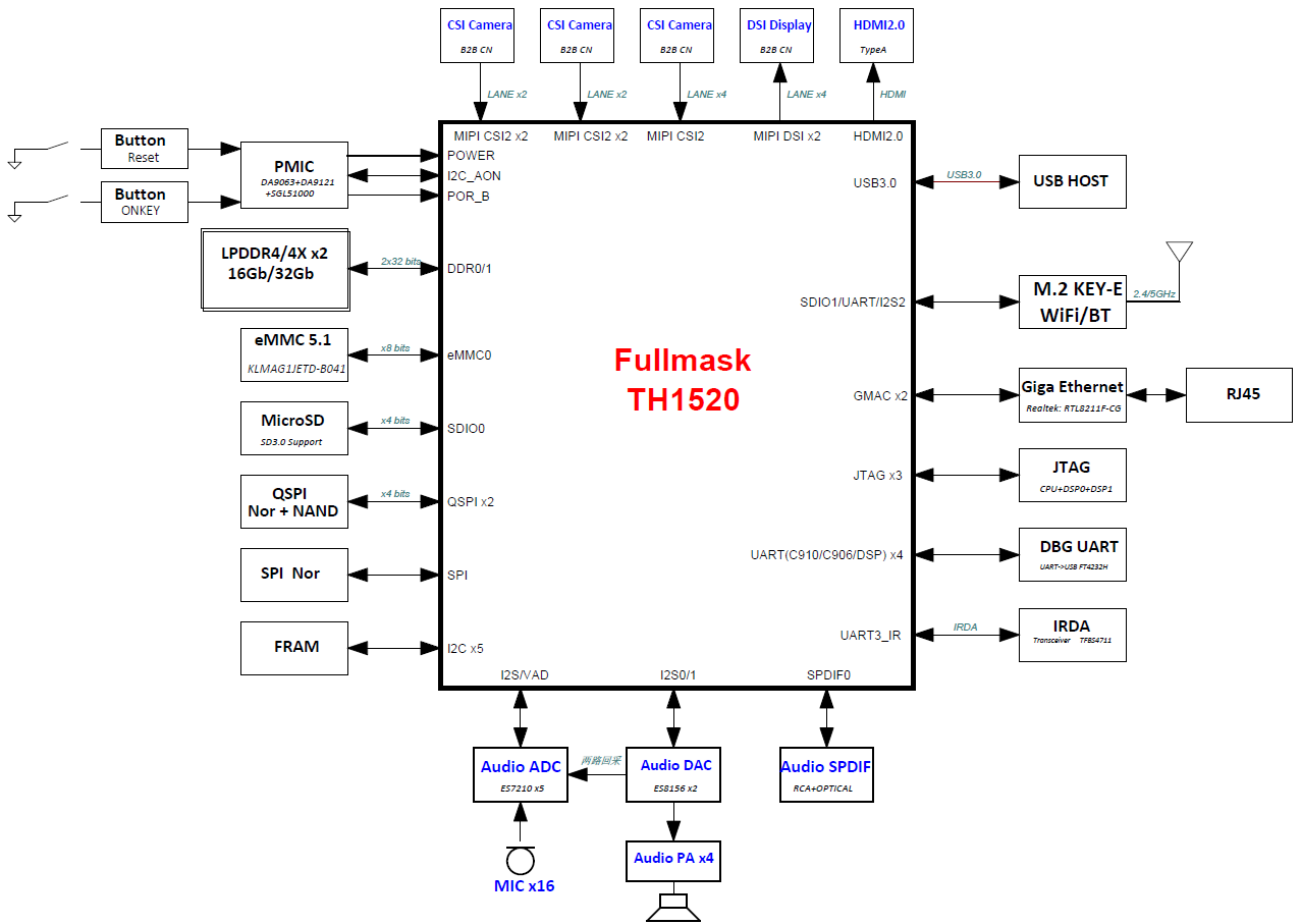 CSI Camera
B2B CN
CSI Camera
B2B CN
CSI Camera
B2B CN
DSI Display
B2B CN
HDMI2.0
TypeA
LANE x2
LANE x2
LANE x4
LANE x4
HDMI
MIPI CSI2 x2
MIPI CSI2 x2
MIPI CSI2
MIPI DSI x2
HDMI2.0
Button
Reset
Button
ONKEY
PMIC
DA9063+DA9121
+SGL51000
POWER
I2C_AON
POR_B
LPDDR4/4X x2
16Gb/32Gb
2x32 bits
DDR0/1
eMMC 5.1
KLMAG1JETD-B041
x8 bits
eMMC0
MicroSD
SD3.0 Support
x4 bits
SDIO0
QSPI
Nor + NAND
x4 bits
QSPI x2
SPI Nor
SPI
FRAM
I2C x5
Fullmask
TH1520
USB3.0
USB3.0
USB HOST
SDIO1/UART/I2S2
M.2 KEY-E
WiFi/BT
2.4/5GHz
GMAC x2
Giga Ethernet
Realtek: RTL8211F-CG
RJ45
JTAG x3
JTAG
CPU+DSP0+DSP1
UART(C910/C906/DSP) x4
DBG UART
UART->USB FT4232H
UART3_IR
IRDA
IRDA
Transceiver TFBS4711
I2S/VAD
I2S0/1
SPDIF0
Audio ADC
ES7210 x5
两路回采
Audio DAC
ES8156 x2
Audio SPDIF
RCA+OPTICAL
MIC x16
Audio PA x4